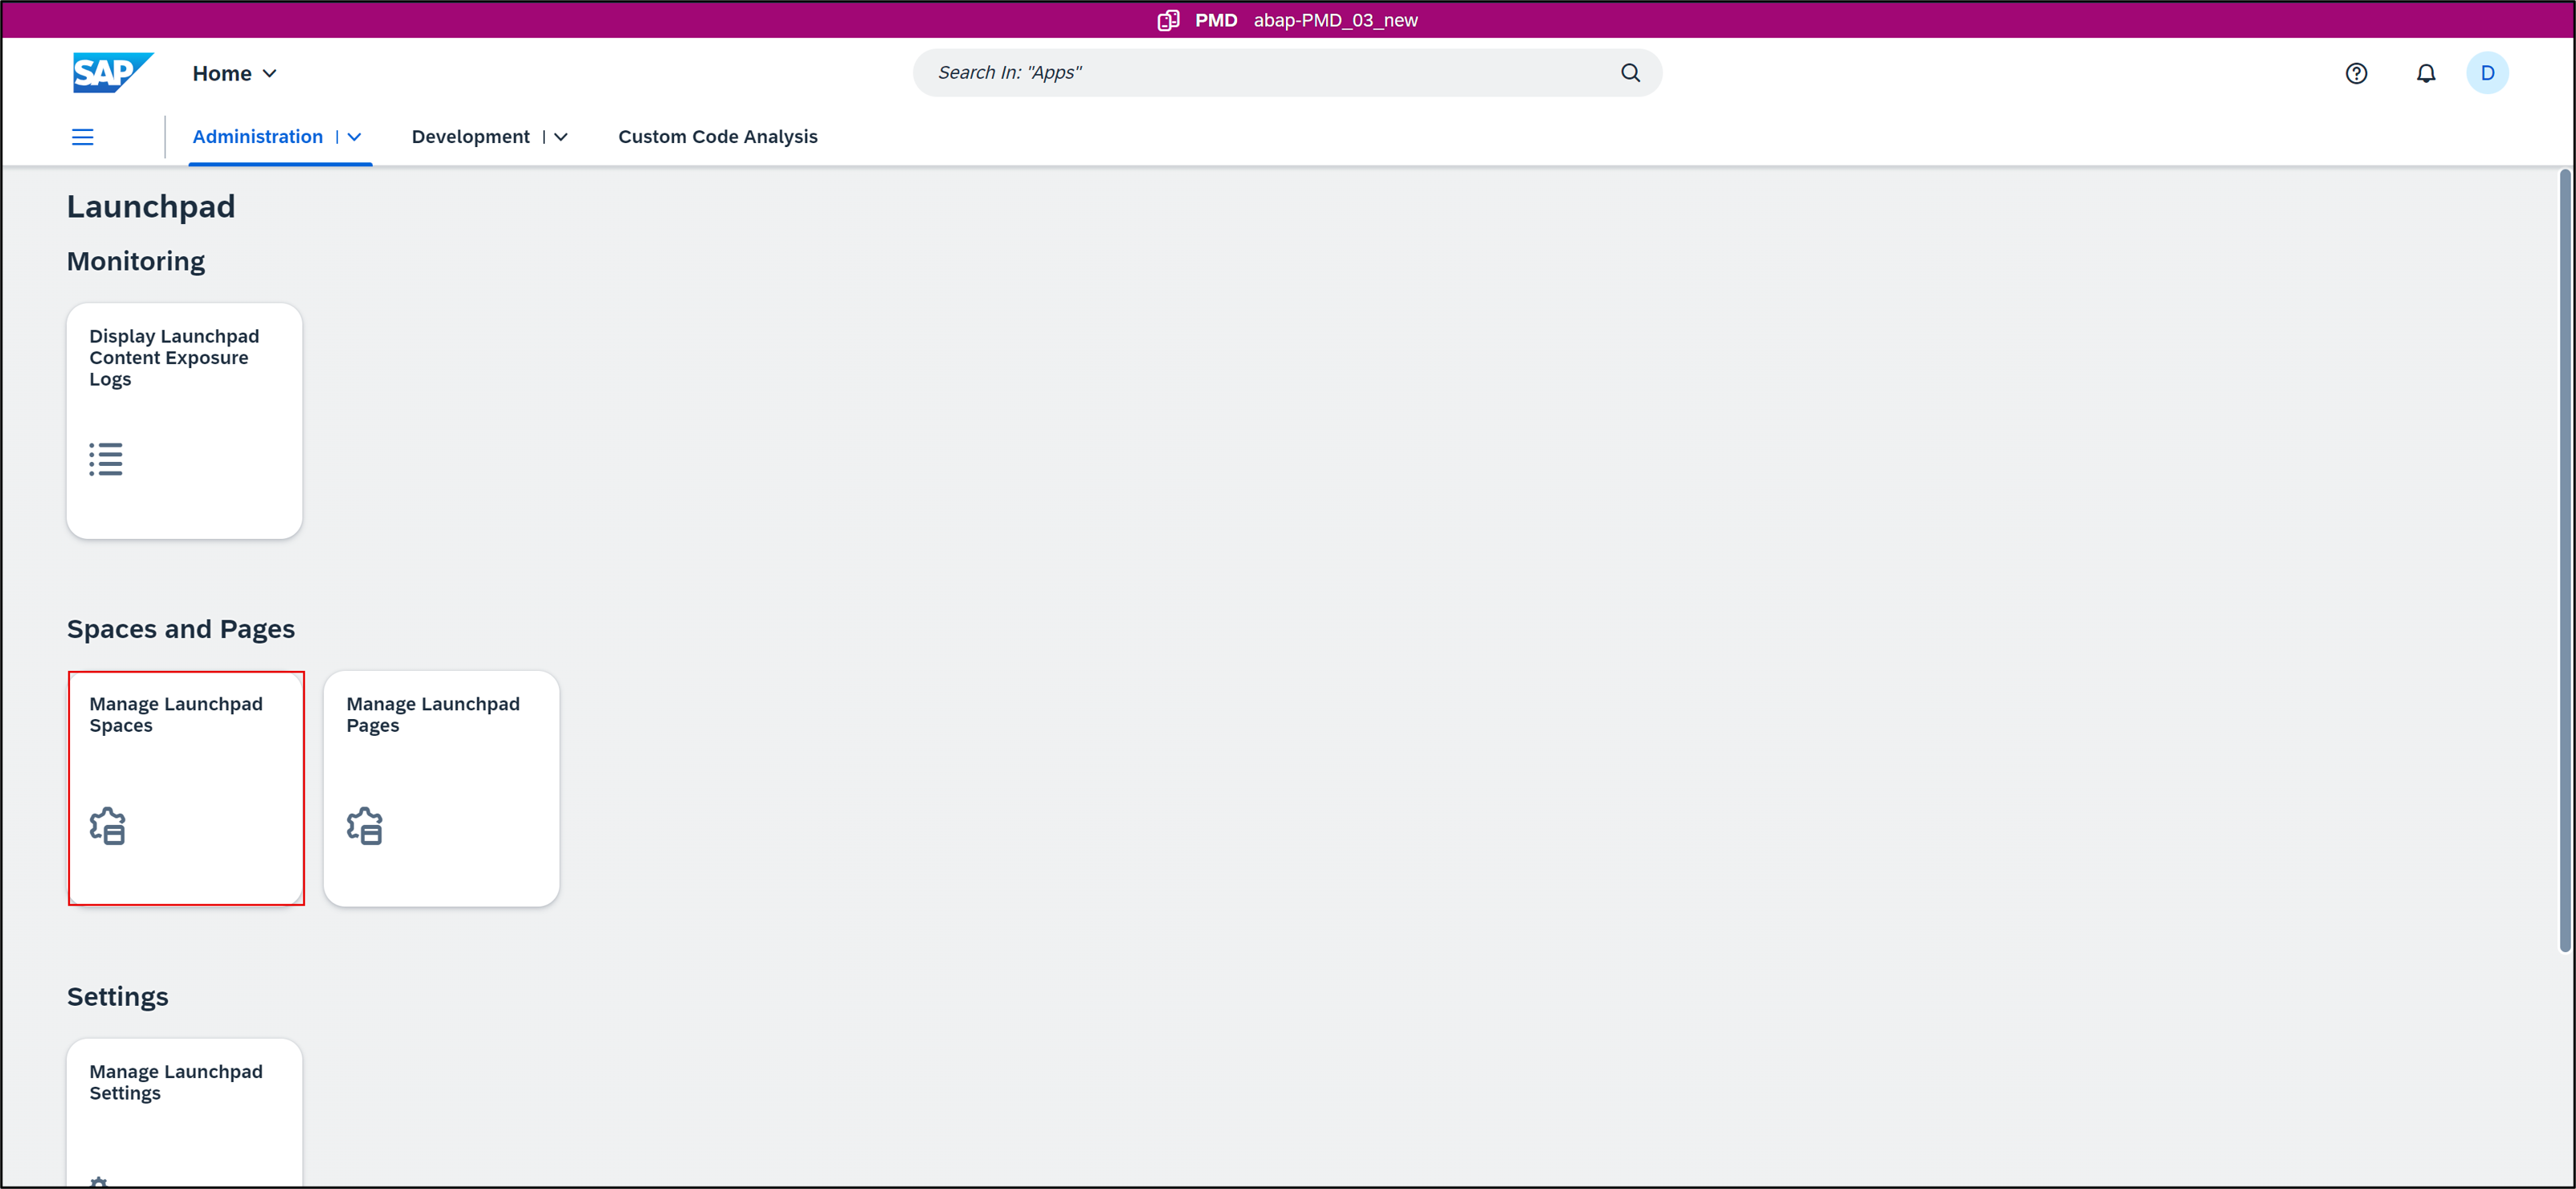 PMD abap-PMD_03_new
SAP Home
Search In: "Apps"
D
Administration
Development
Custom Code Analysis
Launchpad
Monitoring
Display Launchpad
Content Exposure
Logs
Spaces and Pages
Manage Launchpad
Spaces
Manage Launchpad
Pages
Settings
Manage Launchpad
Settings